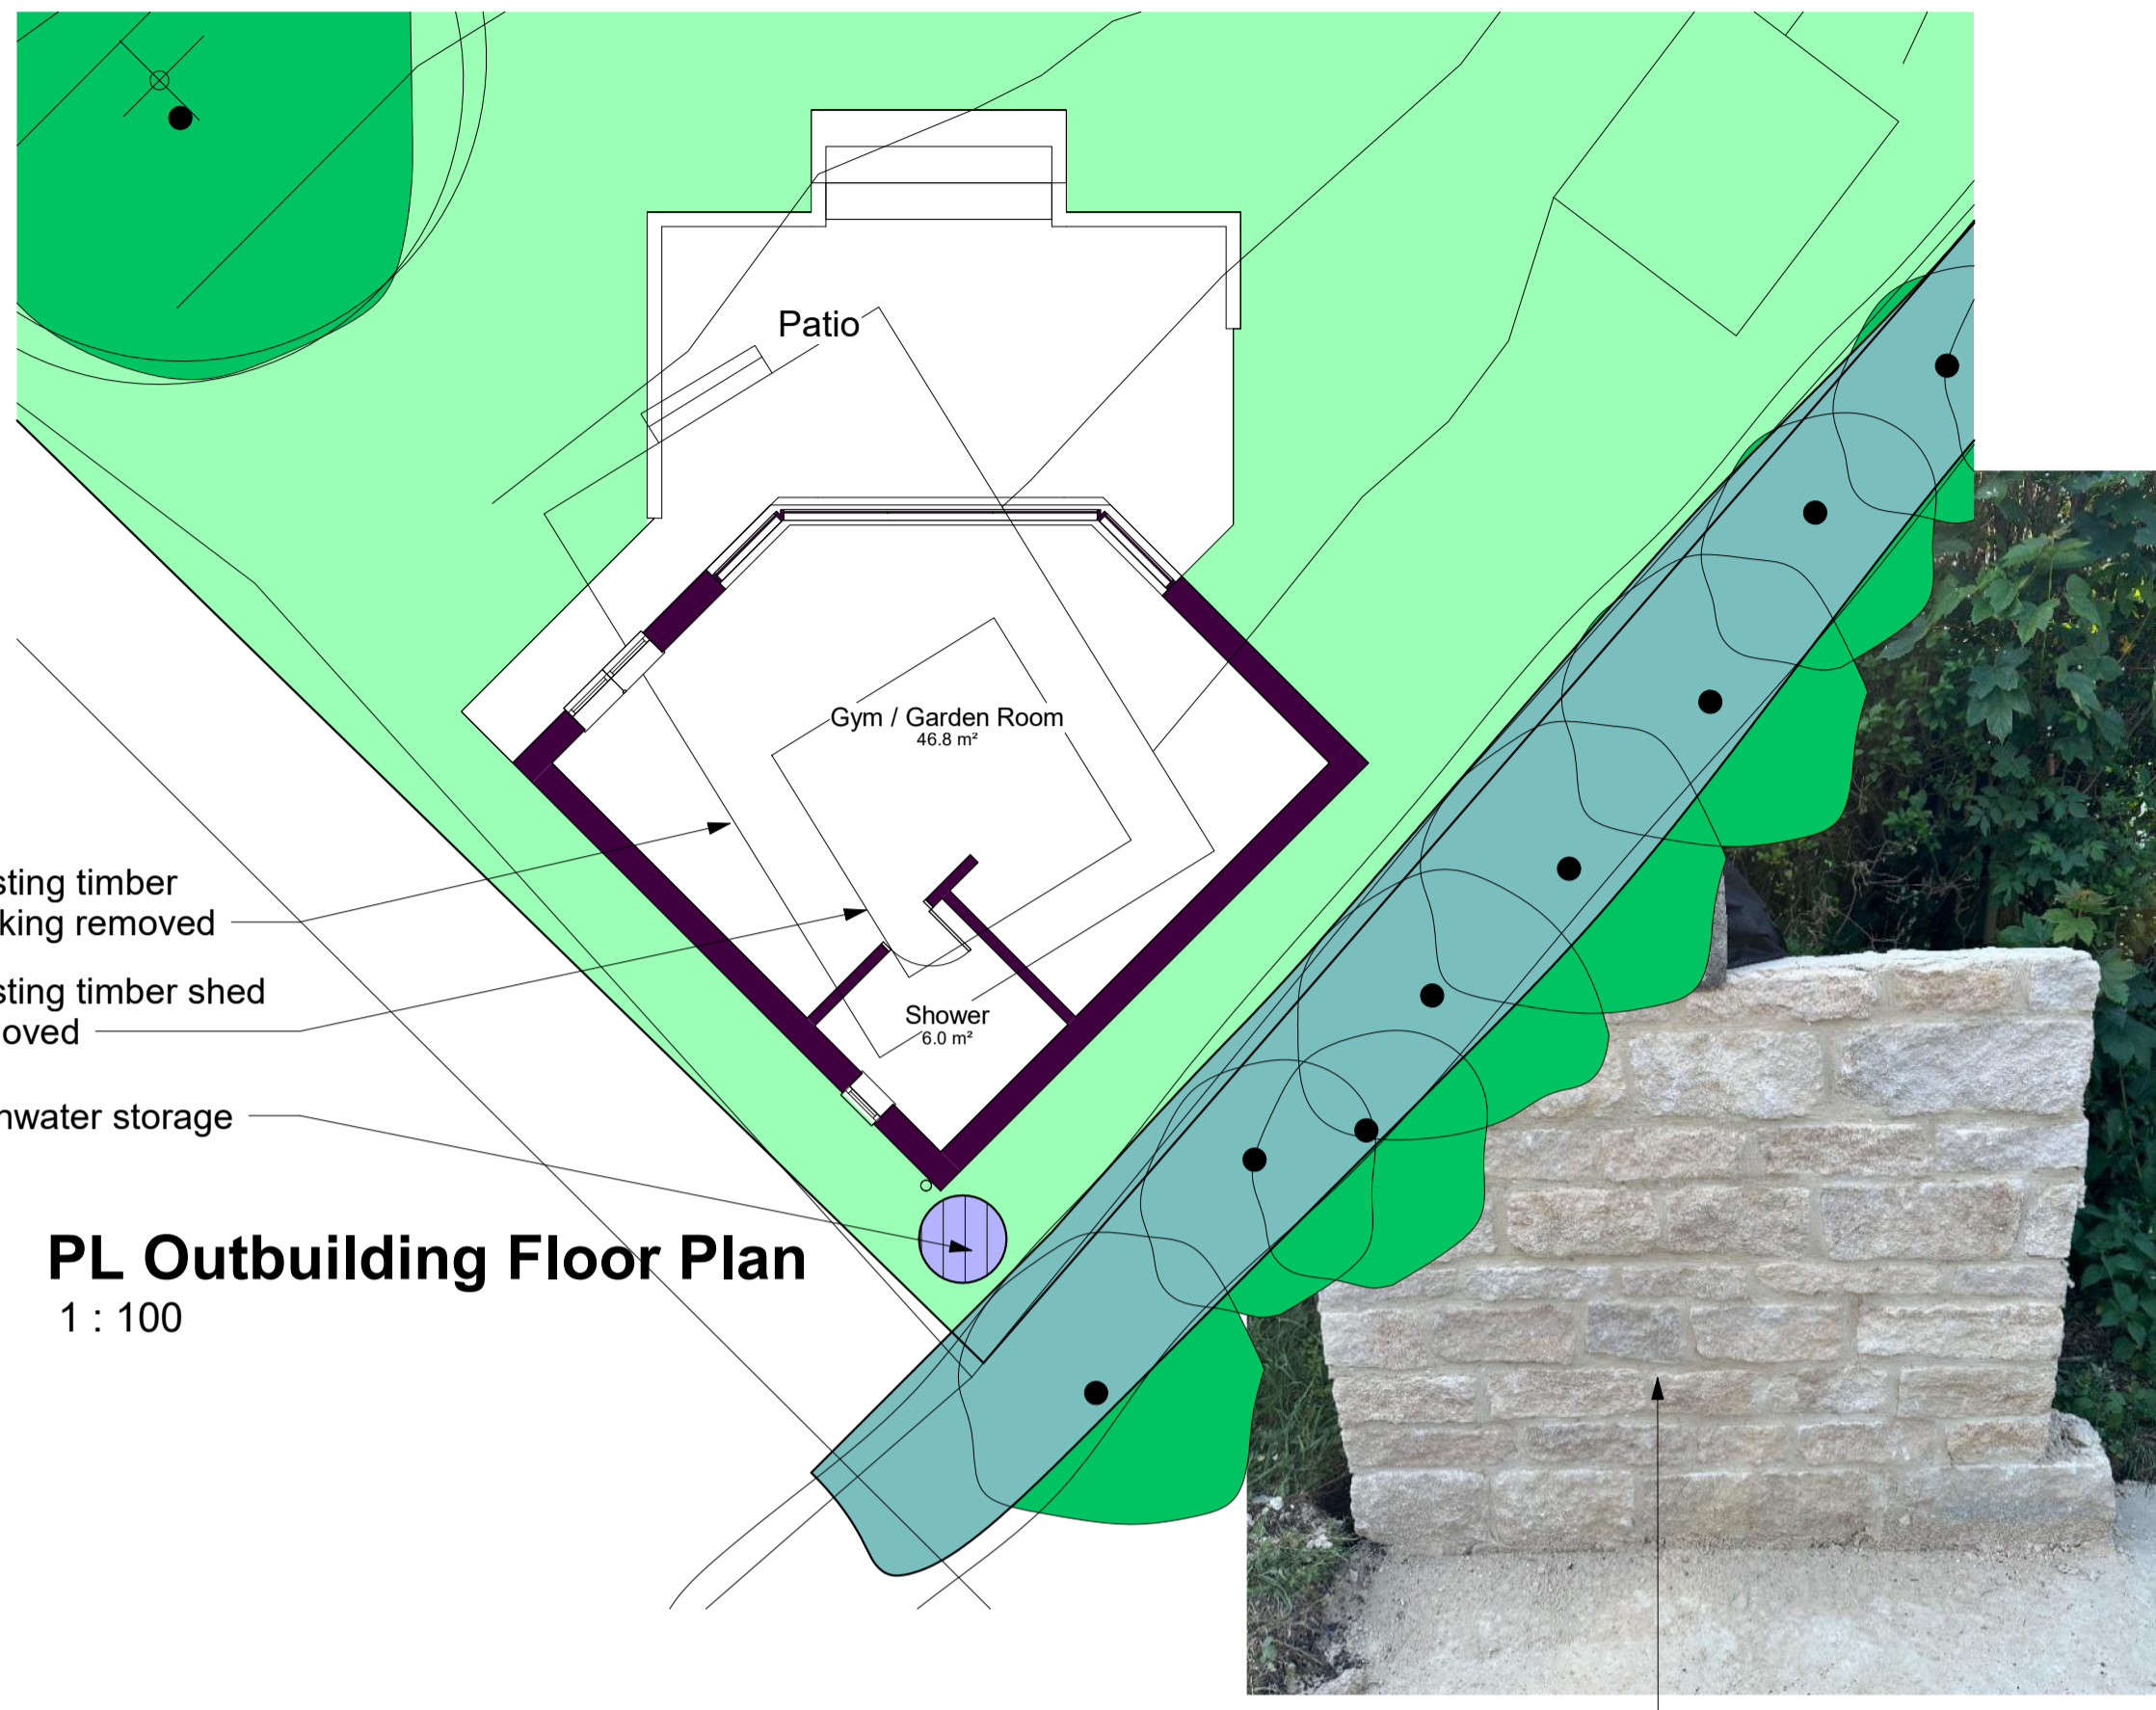 Patio
Gym / Garden Room
46.8 m²
sting timber
king removed
sting timber shed
oved
Shower
6.0 m²
nwater storage
PL Outbuilding Floor Plan
1 : 100